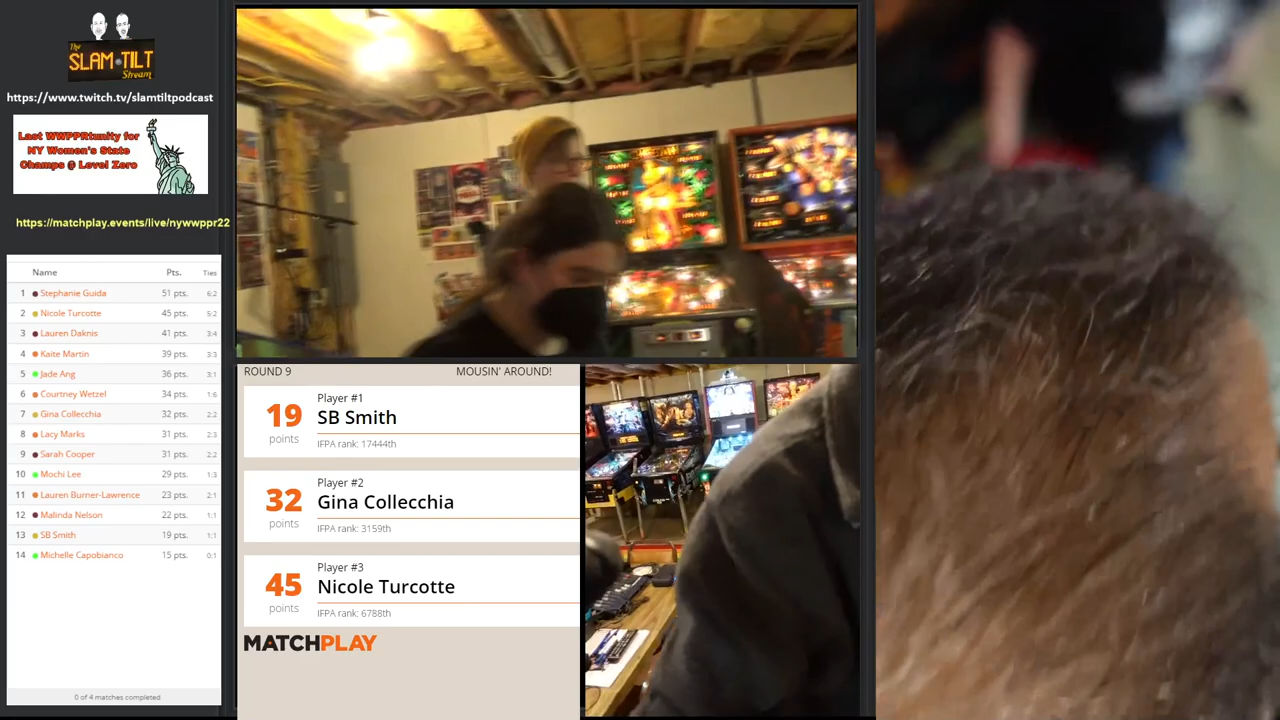 The
SLAM TILT
Stream
https://www.twitch.tv/slamtiltpodcast
Last WWPPRtunity for
NY Women's State
Champs @ Level Zero
https://matchplay.events/live/nywwppr22
Name Pts. Ties
1 Stephanie Guida 51 pts. 6:2
2 Nicole Turcotte 45 pts. 5:2
3 Lauren Daknis 41 pts. 3:4
4 Kaite Martin 39 pts. 3:3
5 Jade Ang 36 pts. 3:1
6 Courtney Wetzel 34 pts. 1:6
7 Gina Collecchia 32 pts. 2:2
8 Lacy Marks 31 pts. 2:3
9 Sarah Cooper 31 pts. 2:2
10 Mochi Lee 29 pts. 1:3
11 Lauren Burner-Lawrence 23 pts. 2:1
12 Malinda Nelson 22 pts. 1:1
13 SB Smith 19 pts. 1:1
14 Michelle Capobianco 15 pts. 0:1
0 of 4 matches completed
ROUND 9 MOUSIN' AROUND!
Player #1
19 SB Smith
points IFPA rank: 17444th
Player #2
32 Gina Collecchia
points IFPA rank: 3159th
Player #3
45 Nicole Turcotte
points IFPA rank: 6788th
MATCHPLAY